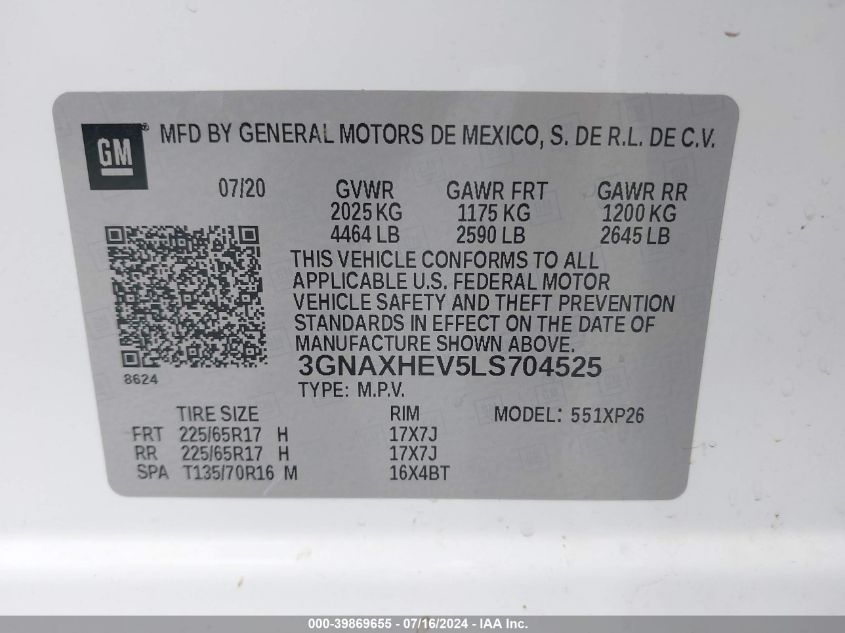 GM® MFD BY GENERAL MOTORS DE MEXICO, S. DE R.L. DE C.V.
07/20 GVWR GAWR FRT GAWR RR
2025 KG 1175 KG 1200 KG
4464 LB 2590 LB 2645 LB
THIS VEHICLE CONFORMS TO ALL
APPLICABLE U.S. FEDERAL MOTOR
VEHICLE SAFETY AND THEFT PREVENTION
STANDARDS IN EFFECT ON THE DATE OF
MANUFACTURE SHOWN ABOVE.
3GNAXHEV5LS704525
8624 TYPE: M.P.V.
TIRE SIZE RIM MODEL: 551XP26
FRT 225/65R17 H 17X7J
RR 225/65R17 H 17X7J
SPA T135/70R16 M 16X4BT
000-39869655 - 07/16/2024 - IAA Inc.